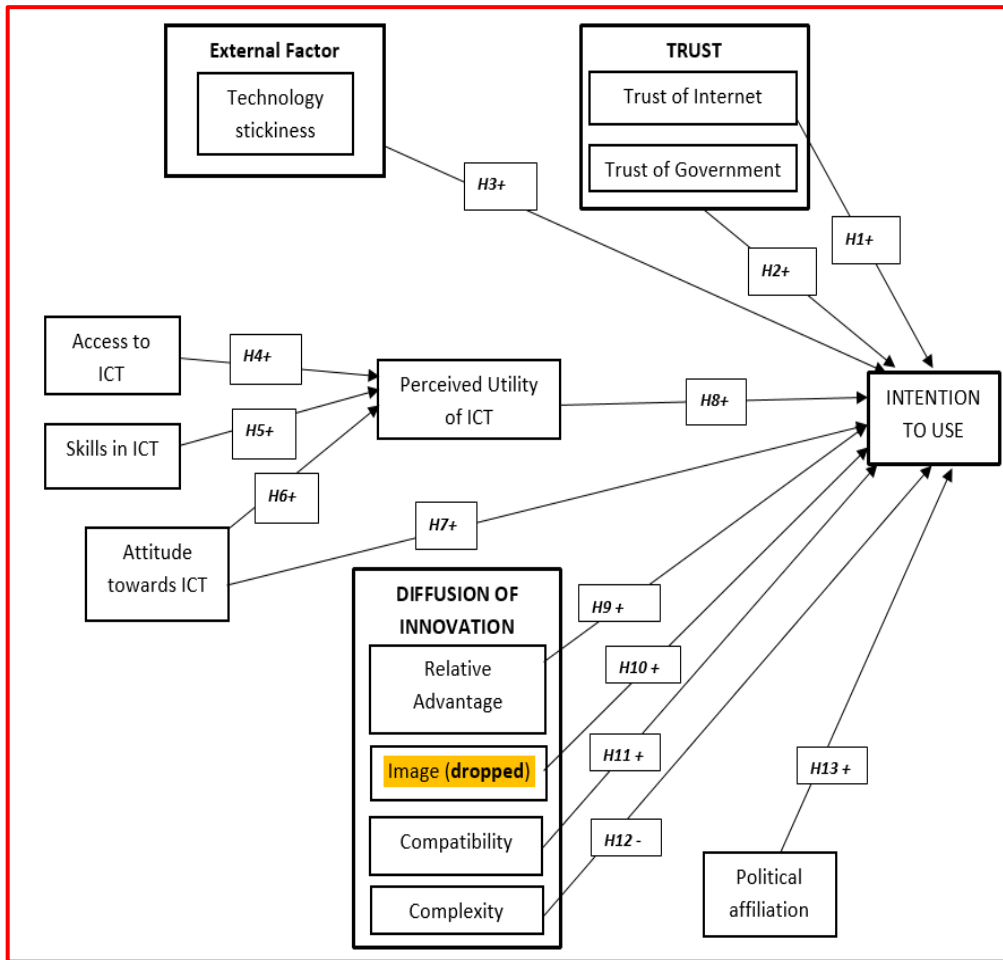 External Factor
Technology
stickiness
TRUST
Trust of Internet
Trust of Government
H3+
H1+
H2+
Access to
ICT
H4+
Skills in ICT
H5+
Attitude
towards ICT
H6+
Perceived Utility
of ICT
H8+
INTENTION
TO USE
H7+
DIFFUSION OF
INNOVATION
Relative
Advantage
Image (dropped)
Compatibility
Complexity
H9 +
H10 +
H11 +
H12 -
H13 +
Political
affiliation